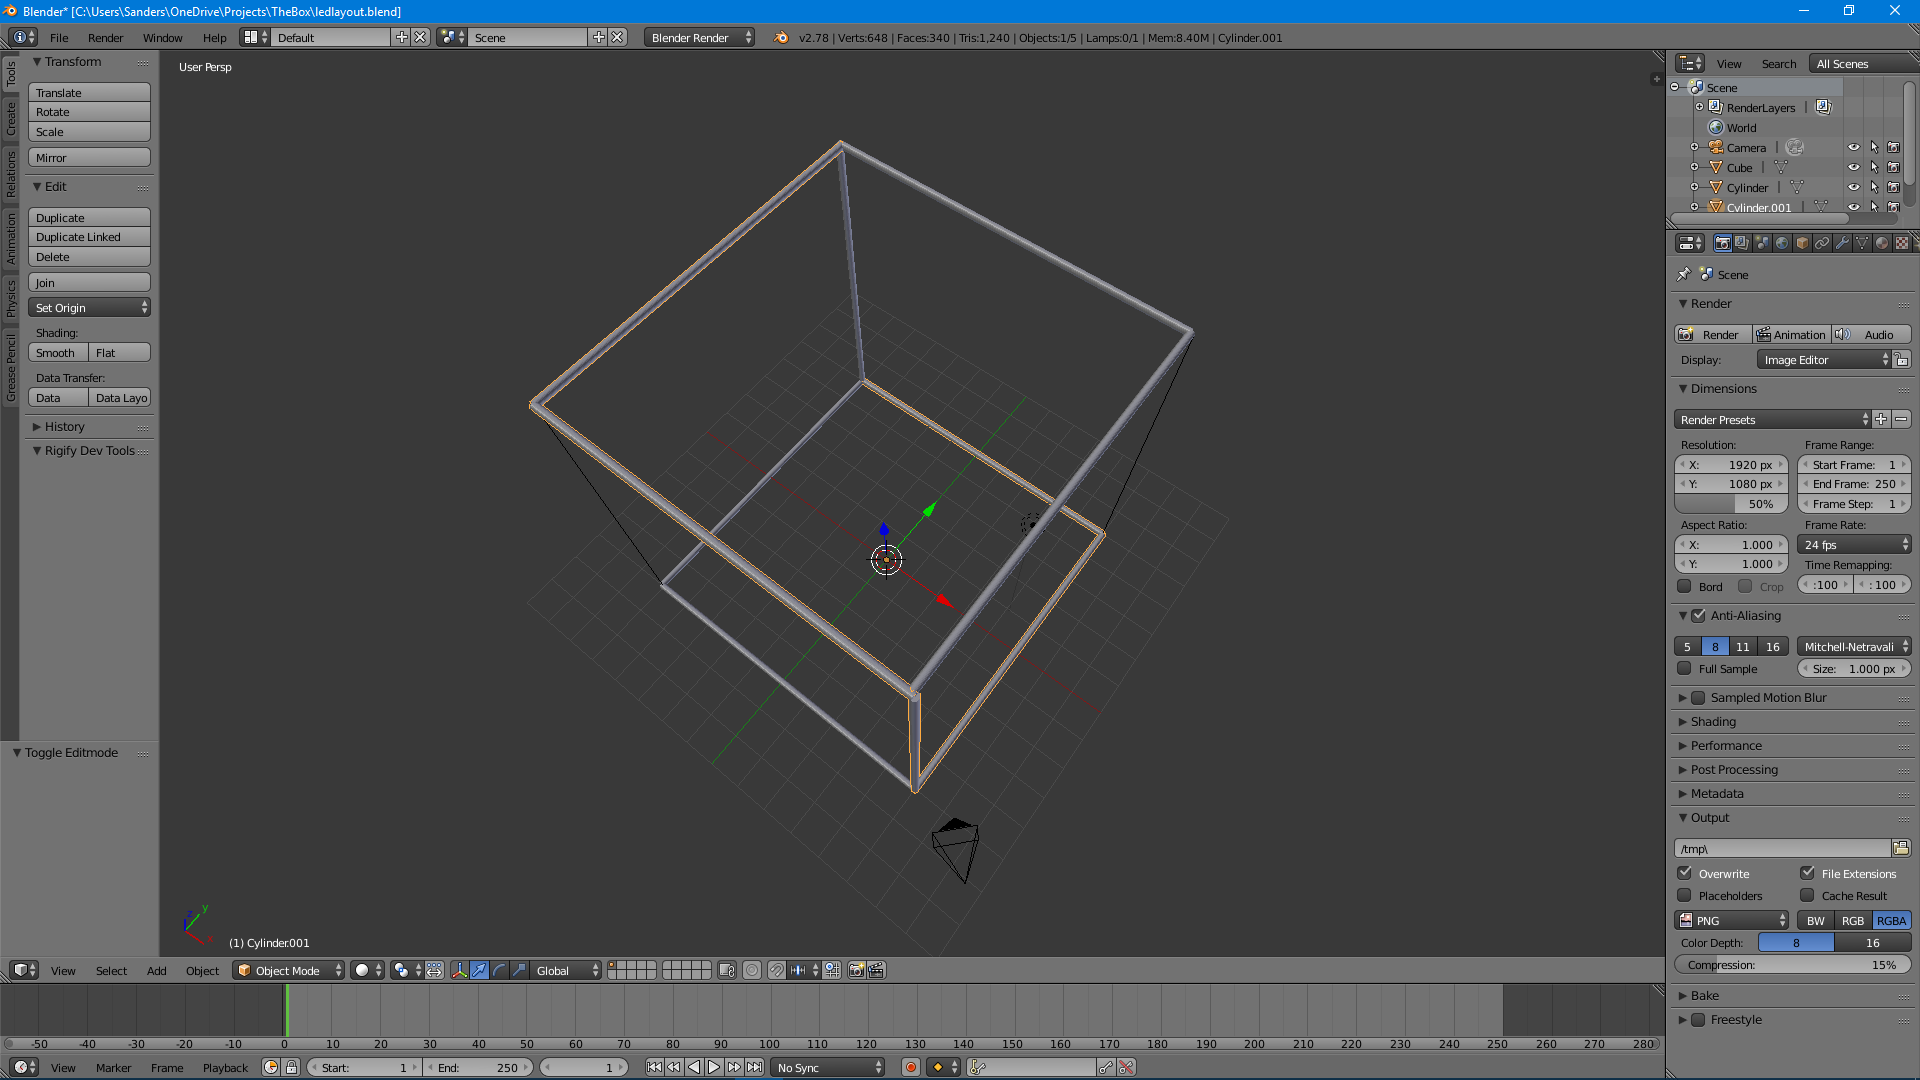 Blender* [C:\Users\Sanders\OneDrive\Projects\TheBox\ledlayout.blend]
File Render Window Help Default Scene Blender Render v2.78 | Verts:648 | Faces:340 | Tris:1,240 | Objects:1/5 | Lamps:0/1 | Mem:8.40M | Cylinder.001
Tools
Create
Relations
Animation
Physics
Grease Pencil
Transform
Translate
Rotate
Scale
Mirror
Edit
Duplicate
Duplicate Linked
Delete
Join
Set Origin
Shading:
Smooth Flat
Data Transfer:
Data Data Layo
History
Rigify Dev Tools
Toggle Editmode
User Persp
z y x
(1) Cylinder.001
View Select Add Object Object Mode Global
-50 -40 -30 -20 -10 0 10 20 30 40 50 60 70 80 90 100 110 120 130 140 150 160 170 180 190 200 210 220 230 240 250 260 270 280
View Marker Frame Playback Start: 1 End: 250 1 No Sync
View Search All Scenes
Scene
RenderLayers |
World
Camera |
Cube |
Cylinder |
Cylinder.001 |
Scene
Render
Render Animation Audio
Display: Image Editor
Dimensions
Render Presets
Resolution: Frame Range:
X: 1920 px Start Frame: 1
Y: 1080 px End Frame: 250
50% Frame Step: 1
Aspect Ratio: Frame Rate:
X: 1.000 24 fps
Y: 1.000 Time Remapping:
Bord Crop :100 : 100
Anti-Aliasing
5 8 11 16 Mitchell-Netravali
Full Sample Size: 1.000 px
Sampled Motion Blur
Shading
Performance
Post Processing
Metadata
Output
/tmp\
Overwrite File Extensions
Placeholders Cache Result
PNG BW RGB RGBA
Color Depth: 8 16
Compression: 15%
Bake
Freestyle